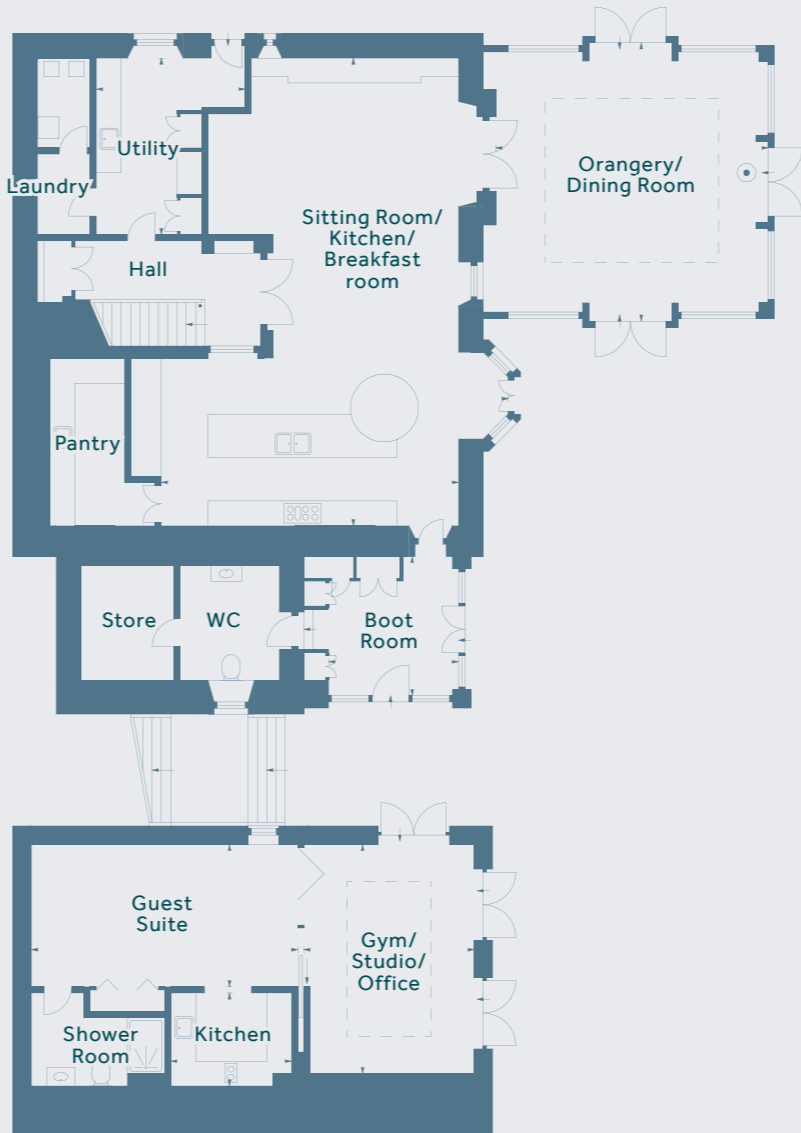 Utility
Laundry
Orangery/
Dining Room
Sitting Room/
Kitchen/
Breakfast
room
Hall
Pantry
Store
WC
Boot
Room
Guest
Suite
Gym/
Studio/
Office
Shower
Room
Kitchen